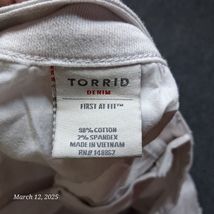 TORRID
DENIM
FIRST AT FIT™
98% COTTON
2% SPANDEX
MADE IN VIETNAM
RN# 148857
March 12, 2025